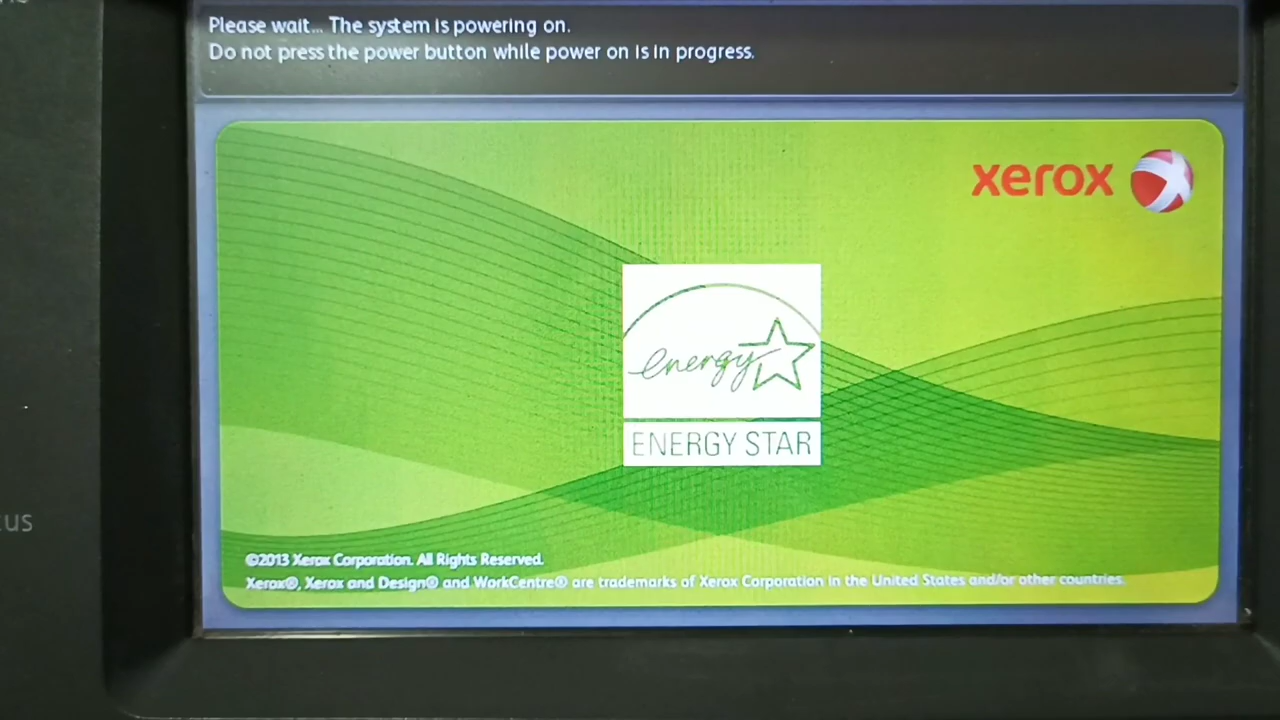 Please wait... The system is powering on.
Do not press the power button while power on is in progress.
xerox
energy
ENERGY STAR
©2013 Xerox Corporation. All Rights Reserved.
Xerox®, Xerox and Design® and WorkCentre® are trademarks of Xerox Corporation in the United States and/or other countries.